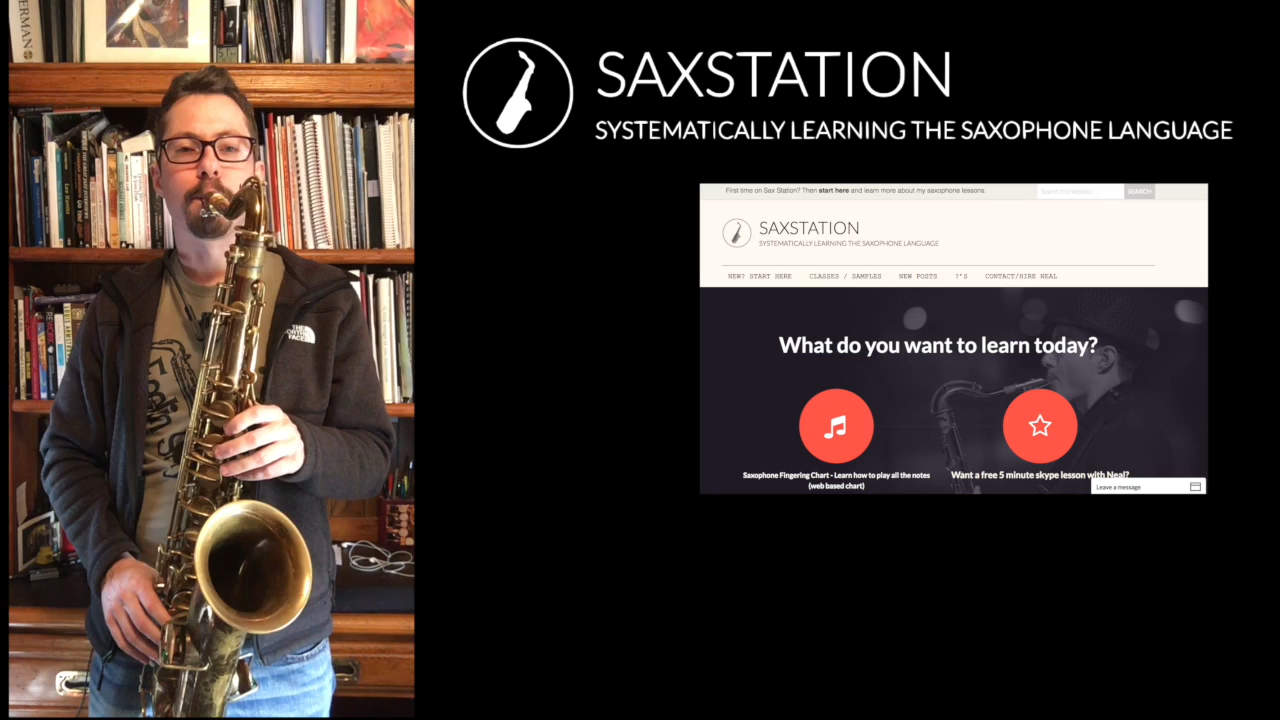 SAXSTATION
SYSTEMATICALLY LEARNING THE SAXOPHONE LANGUAGE
First time on Sax Station? Then start here and learn more about my saxophone lessons.
SEARCH
SAXSTATION
SYSTEMATICALLY LEARNING THE SAXOPHONE LANGUAGE
NEW? START HERE CLASSES / SAMPLES NEW POSTS ?'S CONTACT/HIRE NEAL
What do you want to learn today?
Saxophone Fingering Chart - Learn how to play all the notes
(web based chart)
Want a free 5 minute skype lesson with Neal?
Leave a message
THE
NORTH
FACE
ERMAN
REWORK